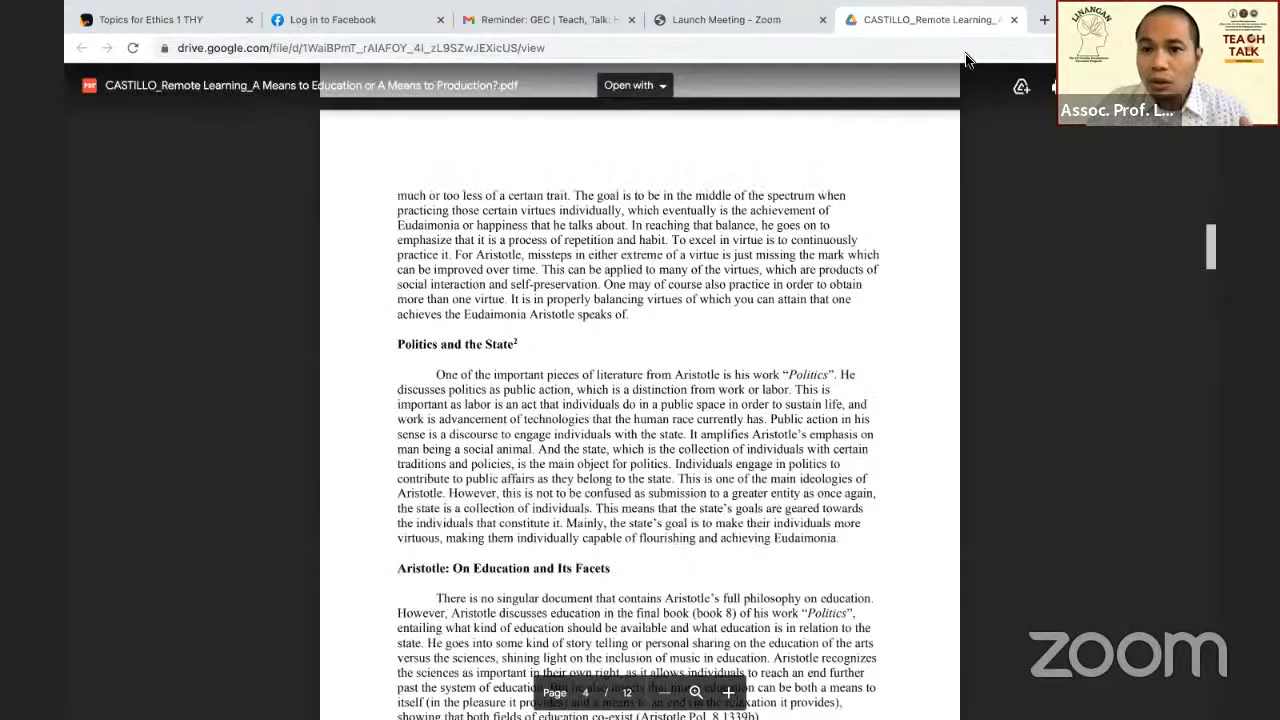 Topics for Ethics 1 THY
Log in to Facebook
Reminder: GEC | Teach, Talk: H
Launch Meeting - Zoom
CASTILLO_Remote Learning_A
drive.google.com/file/d/1WaiBPmT_rAIAFOY_4l_zL9SZwJEXicUS/view
CASTILLO_Remote Learning_A Means to Education or A Means to Production?.pdf
Open with
LINANGAN
TEACH
TALK
Assoc. Prof. L...
much or too less of a certain trait. The goal is to be in the middle of the spectrum when
practicing those certain virtues individually, which eventually is the achievement of
Eudaimonia or happiness that he talks about. In reaching that balance, he goes on to
emphasize that it is a process of repetition and habit. To excel in virtue is to continuously
practice it. For Aristotle, missteps in either extreme of a virtue is just missing the mark which
can be improved over time. This can be applied to many of the virtues, which are products of
social interaction and self-preservation. One may of course also practice in order to obtain
more than one virtue. It is in properly balancing virtues of which you can attain that one
achieves the Eudaimonia Aristotle speaks of.
Politics and the State²
One of the important pieces of literature from Aristotle is his work “Politics”. He
discusses politics as public action, which is a distinction from work or labor. This is
important as labor is an act that individuals do in a public space in order to sustain life, and
work is advancement of technologies that the human race currently has. Public action in his
sense is a discourse to engage individuals with the state. It amplifies Aristotle’s emphasis on
man being a social animal. And the state, which is the collection of individuals with certain
traditions and policies, is the main object for politics. Individuals engage in politics to
contribute to public affairs as they belong to the state. This is one of the main ideologies of
Aristotle. However, this is not to be confused as submission to a greater entity as once again,
the state is a collection of individuals. This means that the state’s goals are geared towards
the individuals that constitute it. Mainly, the state’s goal is to make their individuals more
virtuous, making them individually capable of flourishing and achieving Eudaimonia.
Aristotle: On Education and Its Facets
There is no singular document that contains Aristotle’s full philosophy on education.
However, Aristotle discusses education in the final book (book 8) of his work “Politics”,
entailing what kind of education should be available and what education is in relation to the
state. He goes into some kind of story telling or personal sharing on the education of the arts
versus the sciences, shining light on the inclusion of music in education. Aristotle recognizes
the sciences as important in their own right, as it allows individuals to reach an end further
past the system of education. But he also insists that music education can be both a means to
itself (in the pleasure it provides) and a means to an end (in the relaxation it provides),
showing that both fields of education co-exist (Aristotle Pol. 8.1339b).
Page 4 / 12
zoom